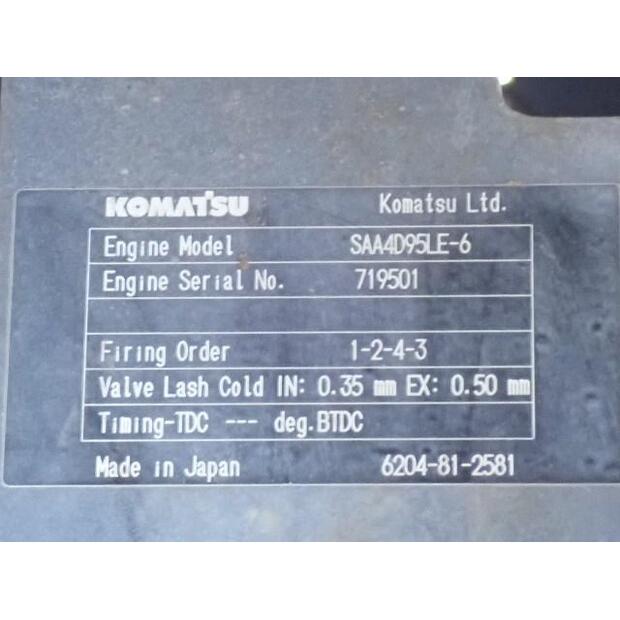 KOMATSU Komatsu Ltd.
Engine Model SAA4D95LE-6
Engine Serial No. 719501
Firing Order 1-2-4-3
Valve Lash Cold IN: 0.35 mm EX: 0.50 mm
Timing-TDC --- deg.BTDC
Made in Japan 6204-81-2581